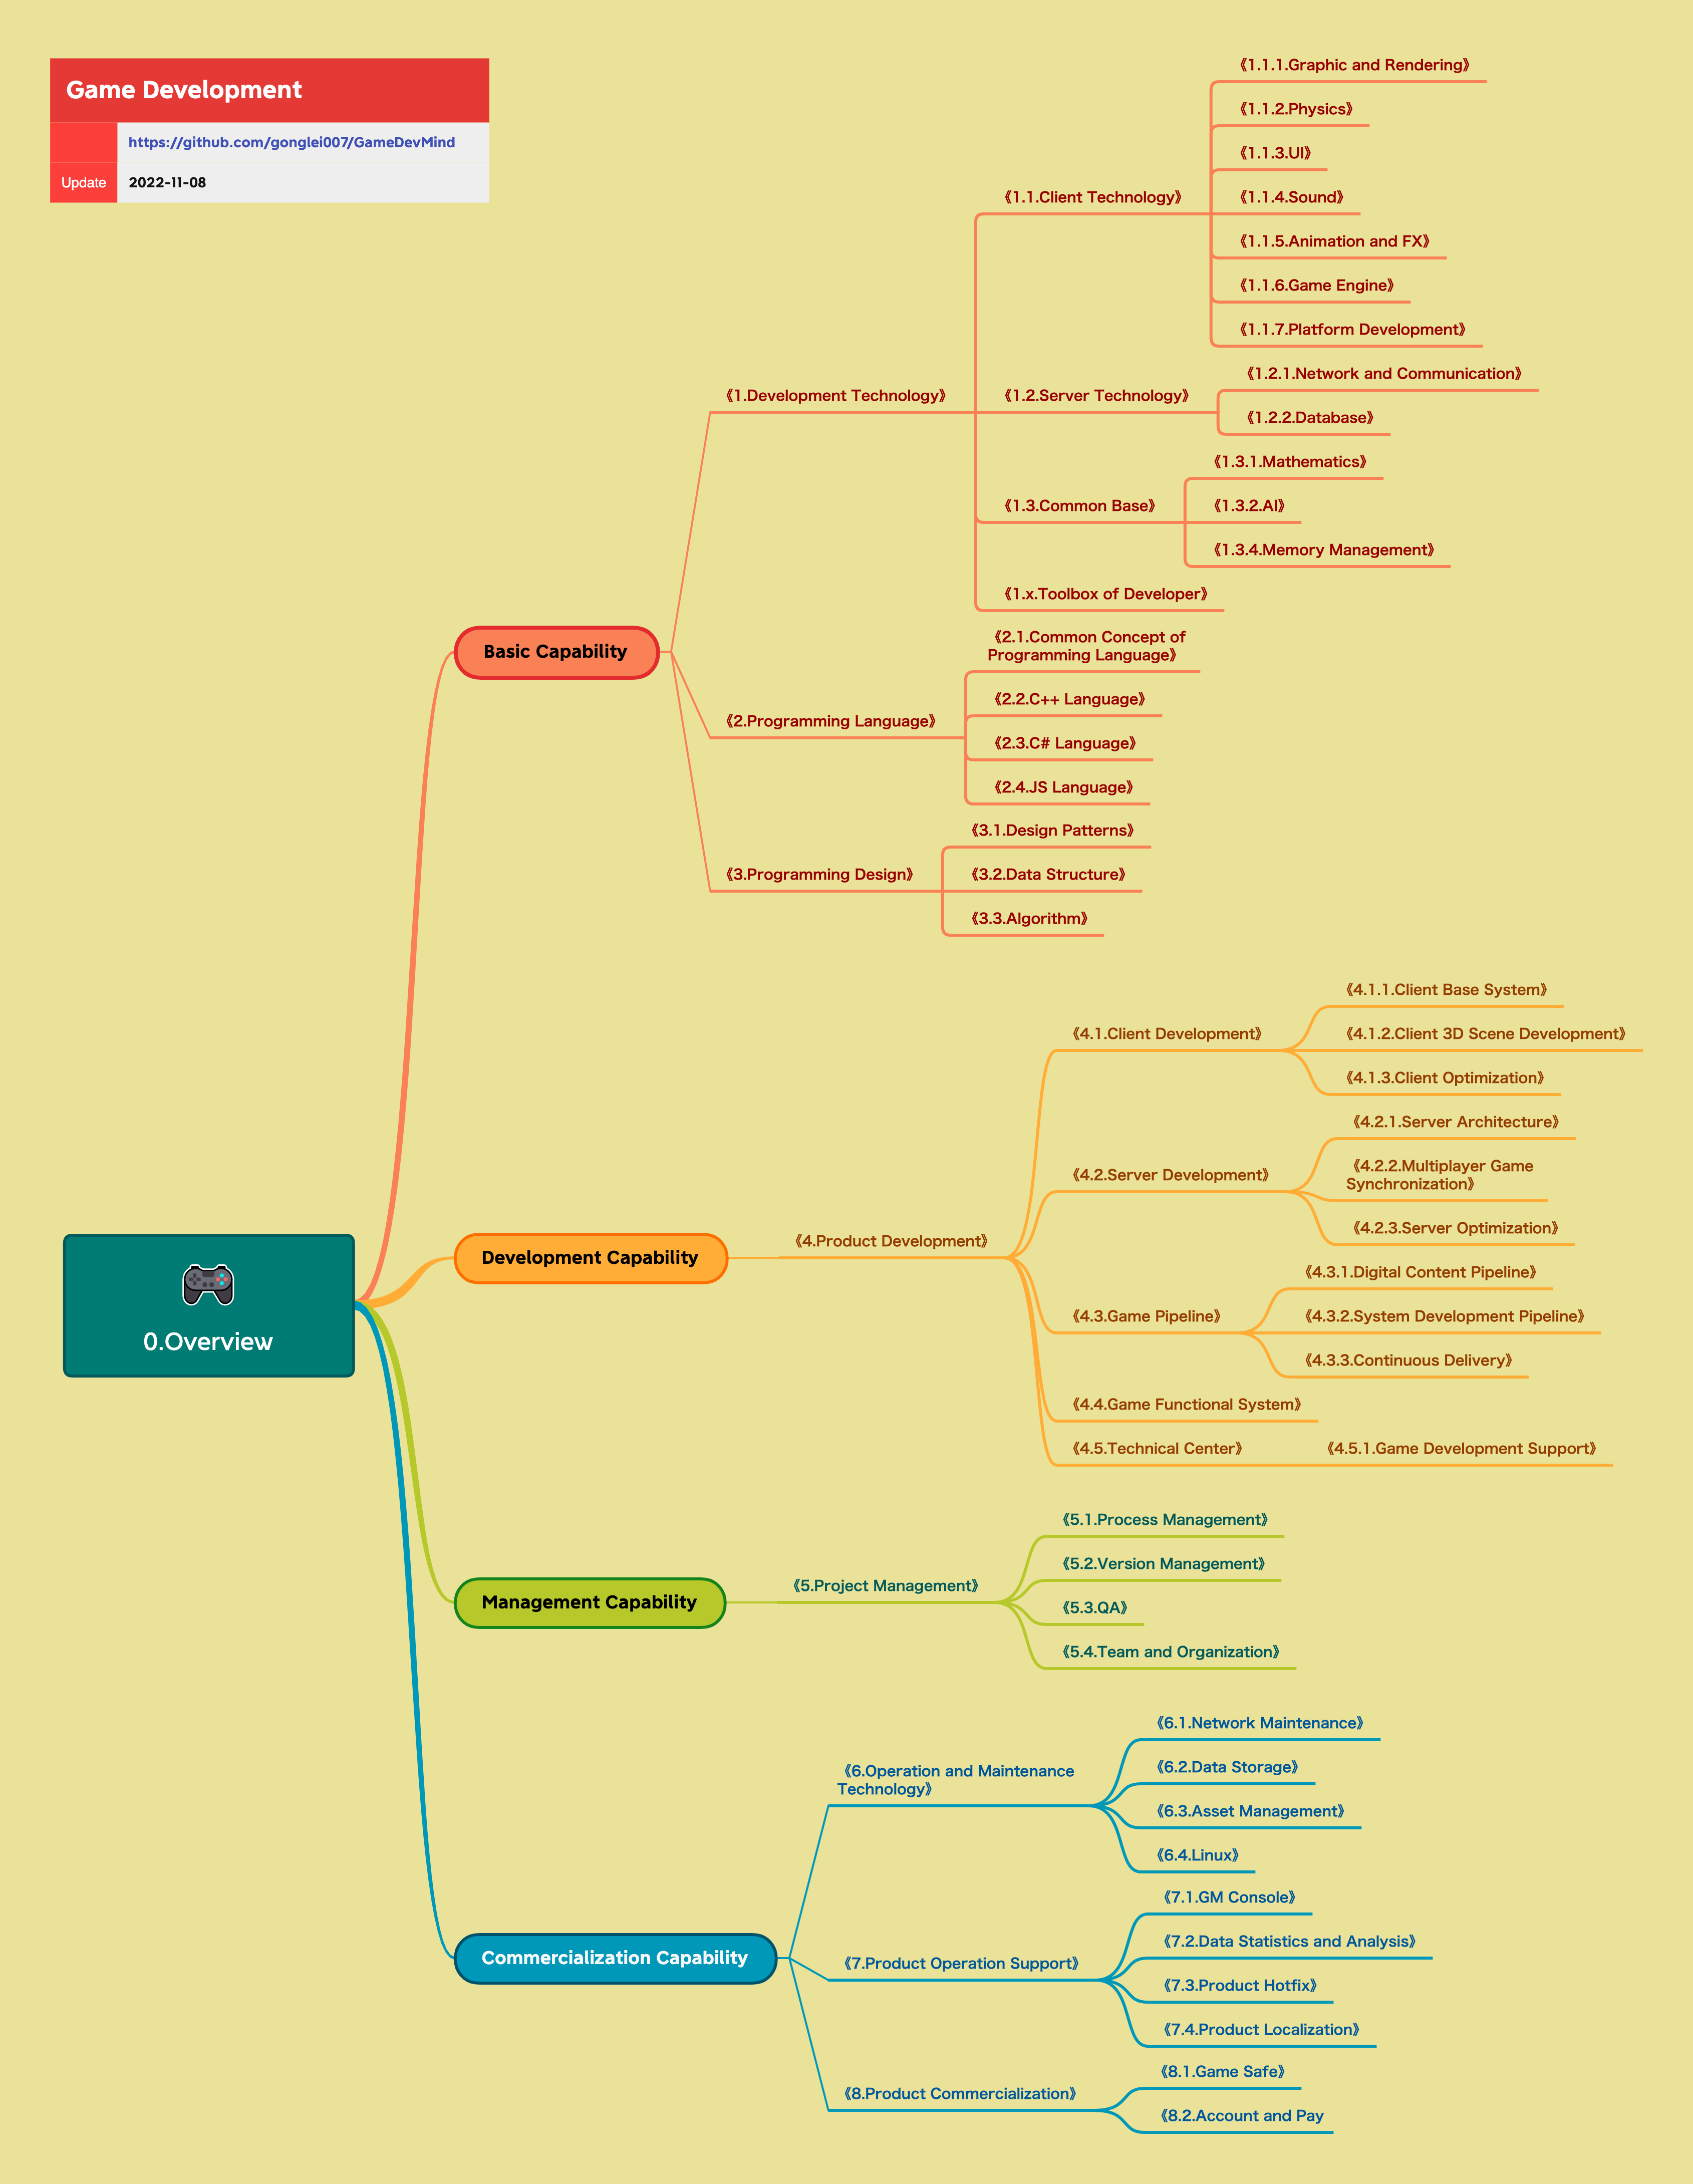 Game Development
https://github.com/gonglei007/GameDevMind
Update 2022-11-08
0.Overview
Basic Capability
《1.Development Technology》
《1.1.Client Technology》
《1.1.1.Graphic and Rendering》
《1.1.2.Physics》
《1.1.3.UI》
《1.1.4.Sound》
《1.1.5.Animation and FX》
《1.1.6.Game Engine》
《1.1.7.Platform Development》
《1.2.Server Technology》
《1.2.1.Network and Communication》
《1.2.2.Database》
《1.3.Common Base》
《1.3.1.Mathematics》
《1.3.2.AI》
《1.3.4.Memory Management》
《1.x.Toolbox of Developer》
《2.Programming Language》
《2.1.Common Concept of
Programming Language》
《2.2.C++ Language》
《2.3.C# Language》
《2.4.JS Language》
《3.Programming Design》
《3.1.Design Patterns》
《3.2.Data Structure》
《3.3.Algorithm》
Development Capability
《4.Product Development》
《4.1.Client Development》
《4.1.1.Client Base System》
《4.1.2.Client 3D Scene Development》
《4.1.3.Client Optimization》
《4.2.Server Development》
《4.2.1.Server Architecture》
《4.2.2.Multiplayer Game
Synchronization》
《4.2.3.Server Optimization》
《4.3.Game Pipeline》
《4.3.1.Digital Content Pipeline》
《4.3.2.System Development Pipeline》
《4.3.3.Continuous Delivery》
《4.4.Game Functional System》
《4.5.Technical Center》
《4.5.1.Game Development Support》
Management Capability
《5.Project Management》
《5.1.Process Management》
《5.2.Version Management》
《5.3.QA》
《5.4.Team and Organization》
Commercialization Capability
《6.Operation and Maintenance
Technology》
《6.1.Network Maintenance》
《6.2.Data Storage》
《6.3.Asset Management》
《6.4.Linux》
《7.Product Operation Support》
《7.1.GM Console》
《7.2.Data Statistics and Analysis》
《7.3.Product Hotfix》
《7.4.Product Localization》
《8.Product Commercialization》
《8.1.Game Safe》
《8.2.Account and Pay